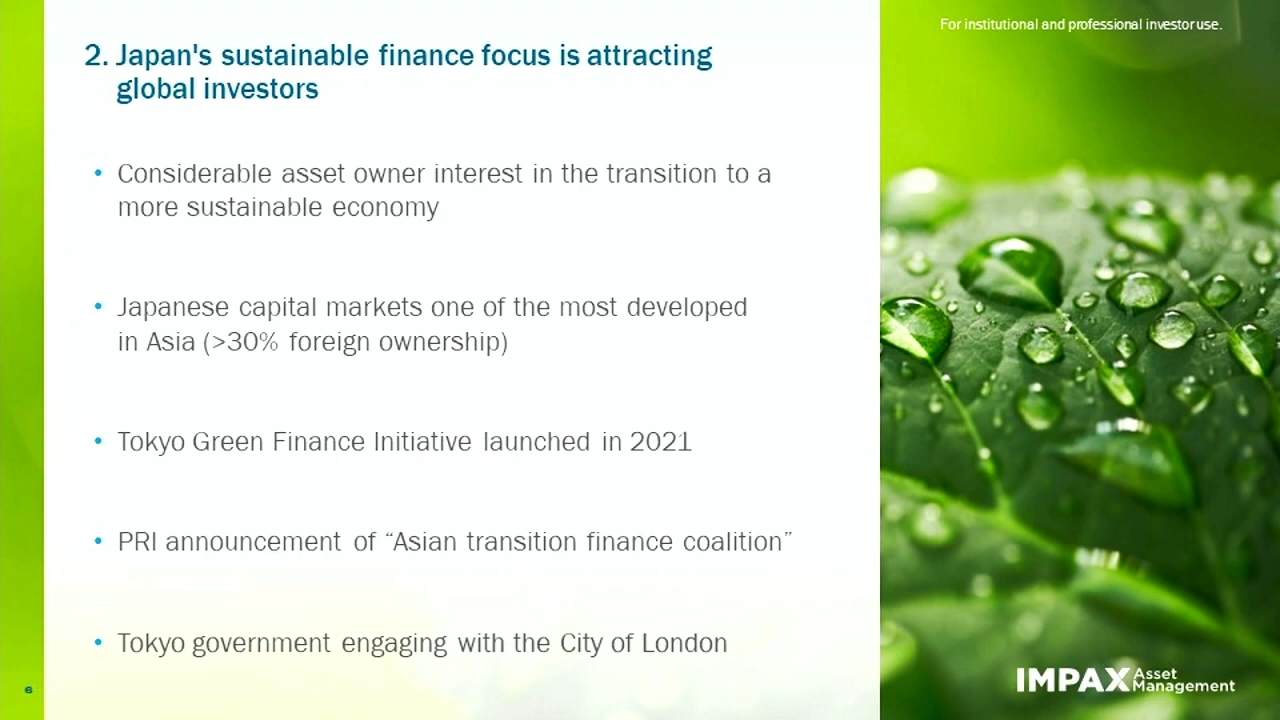 For institutional and professional investor use.
2. Japan's sustainable finance focus is attracting
global investors
• Considerable asset owner interest in the transition to a
more sustainable economy
• Japanese capital markets one of the most developed
in Asia (>30% foreign ownership)
• Tokyo Green Finance Initiative launched in 2021
• PRI announcement of “Asian transition finance coalition”
• Tokyo government engaging with the City of London
6
IMPAX Asset
Management